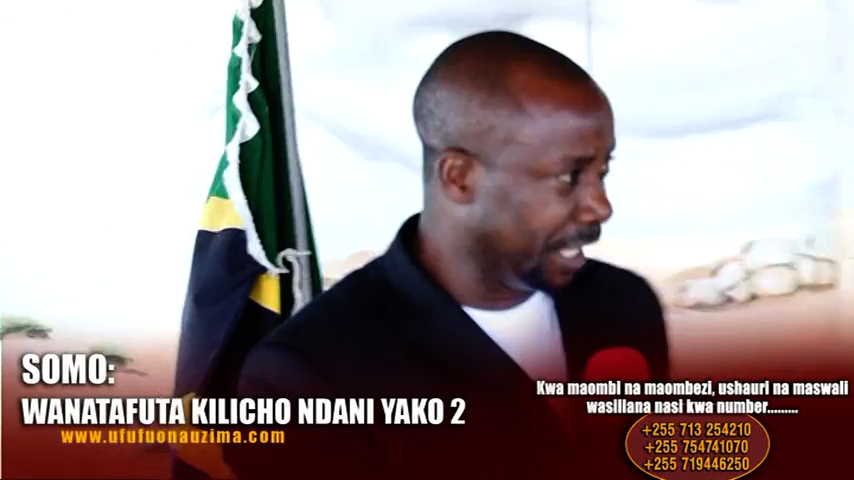 SOMO:
WANATAFUTA KILICHO NDANI YAKO 2
www.ufufuonauzima.com
Kwa maombi na maombezi, ushauri na maswali
wasiliana nasi kwa number.........
+255 713 254210
+255 754741070
+255 719446250